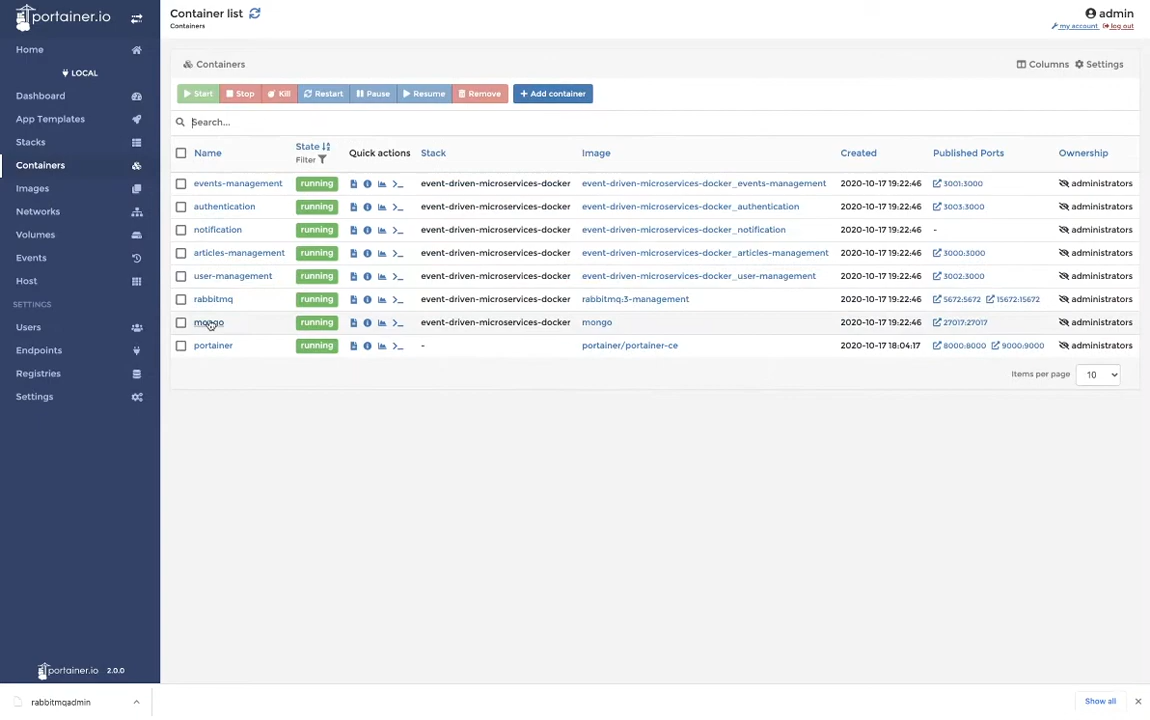 portainer.io
Container list
Containers
admin
my account log out
Home
LOCAL
Dashboard
App Templates
Stacks
Containers
Images
Networks
Volumes
Events
Host
SETTINGS
Users
Endpoints
Registries
Settings
portainer.io 2.0.0
Containers
Columns Settings
Start Stop Kill Restart Pause Resume Remove + Add container
Search...
Name State Filter Quick actions Stack Image Created Published Ports Ownership
events-management running >_ event-driven-microservices-docker event-driven-microservices-docker_events-management 2020-10-17 19:22:46 3001:3000 administrators
authentication running >_ event-driven-microservices-docker event-driven-microservices-docker_authentication 2020-10-17 19:22:46 3003:3000 administrators
notification running >_ event-driven-microservices-docker event-driven-microservices-docker_notification 2020-10-17 19:22:46 - administrators
articles-management running >_ event-driven-microservices-docker event-driven-microservices-docker_articles-management 2020-10-17 19:22:46 3000:3000 administrators
user-management running >_ event-driven-microservices-docker event-driven-microservices-docker_user-management 2020-10-17 19:22:46 3002:3000 administrators
rabbitmq running >_ event-driven-microservices-docker rabbitmq:3-management 2020-10-17 19:22:46 5672:5672 15672:15672 administrators
mongo running >_ event-driven-microservices-docker mongo 2020-10-17 19:22:46 27017:27017 administrators
portainer running >_ - portainer/portainer-ce 2020-10-17 18:04:17 8000:8000 9000:9000 administrators
Items per page 10
rabbitmqadmin
Show all